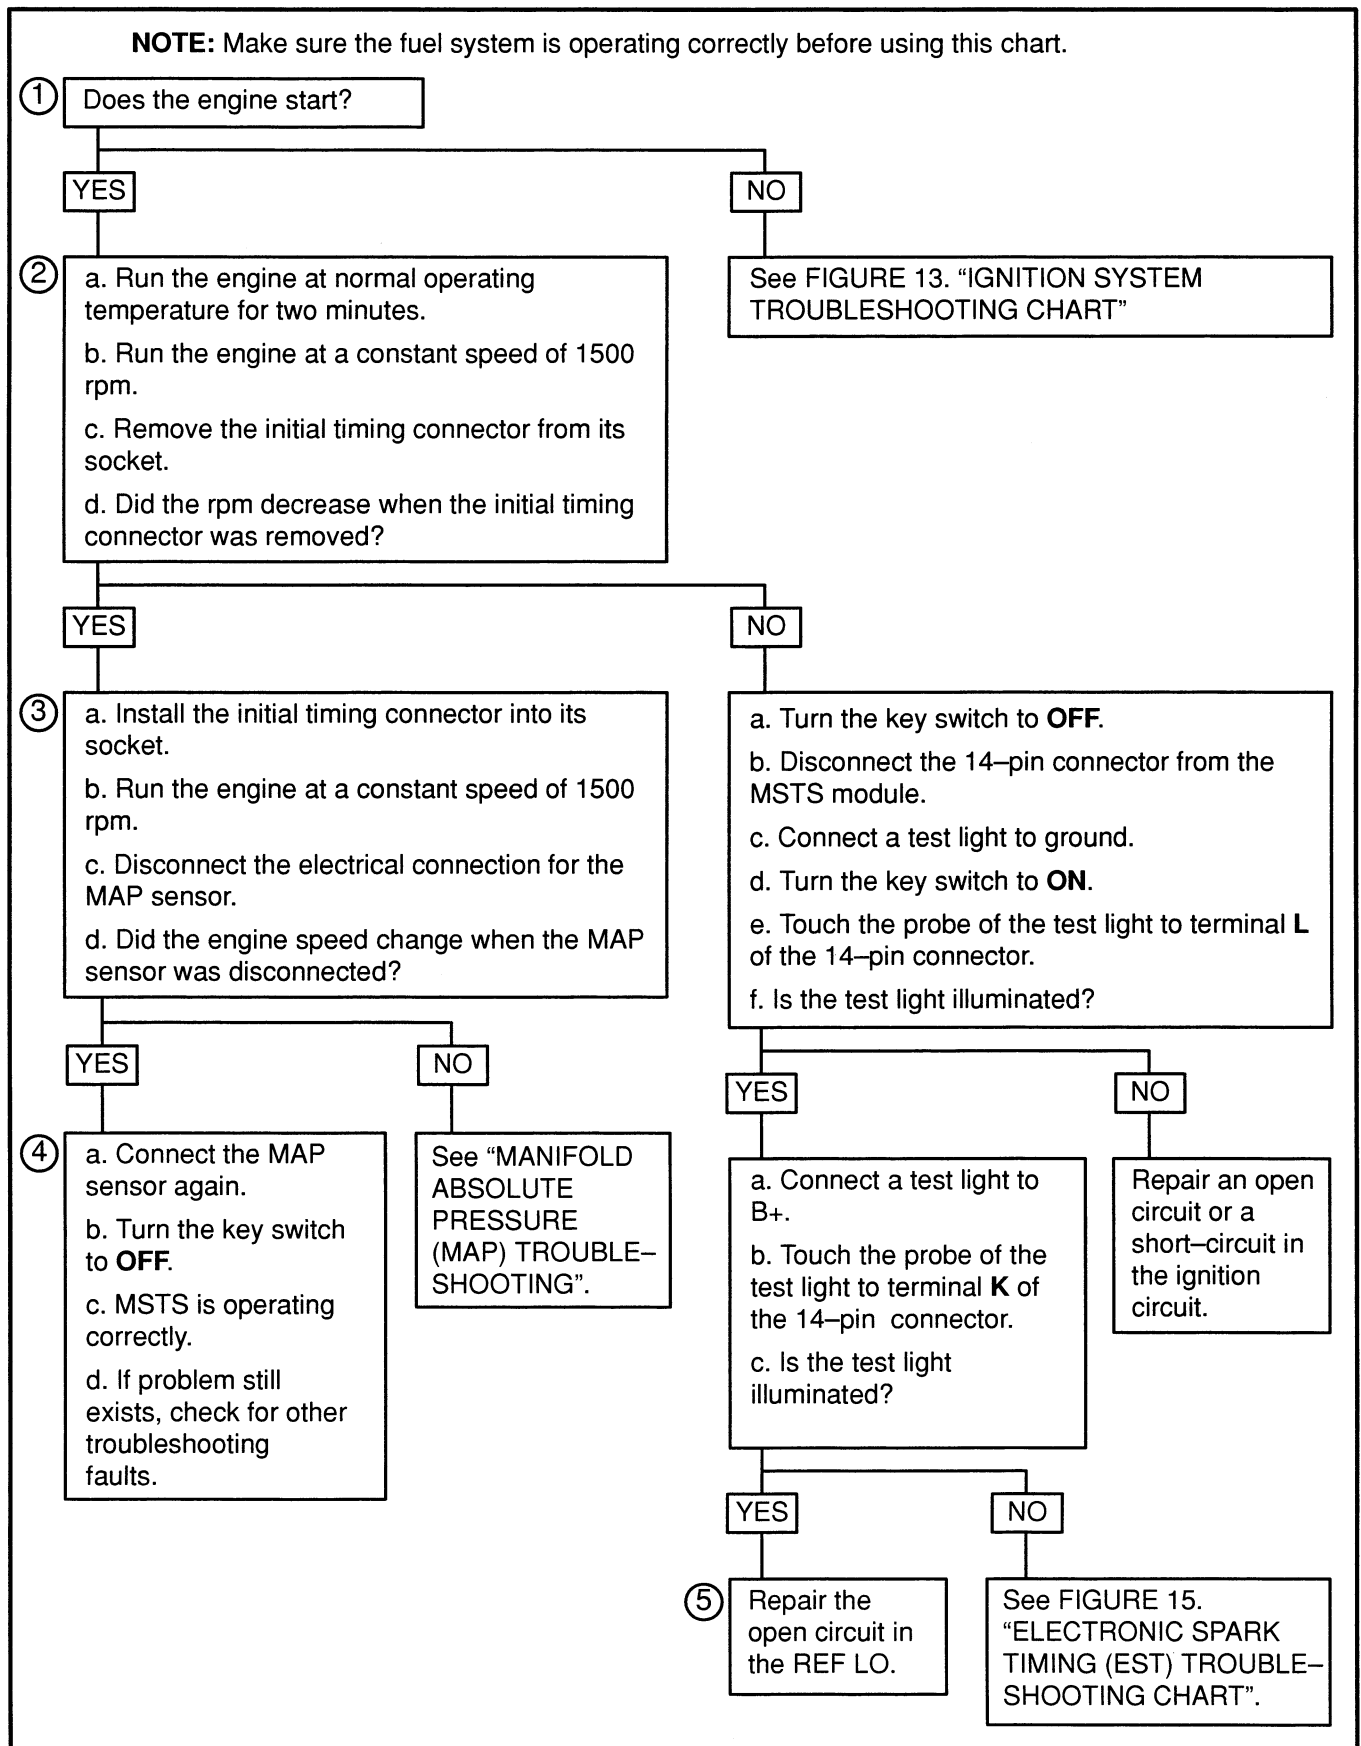 NOTE: Make sure the fuel system is operating correctly before using this chart.
1
Does the engine start?
YES
NO
2
a. Run the engine at normal operating
temperature for two minutes.
b. Run the engine at a constant speed of 1500
rpm.
c. Remove the initial timing connector from its
socket.
d. Did the rpm decrease when the initial timing
connector was removed?
See FIGURE 13. “IGNITION SYSTEM
TROUBLESHOOTING CHART”
YES
NO
3
a. Install the initial timing connector into its
socket.
b. Run the engine at a constant speed of 1500
rpm.
c. Disconnect the electrical connection for the
MAP sensor.
d. Did the engine speed change when the MAP
sensor was disconnected?
a. Turn the key switch to OFF.
b. Disconnect the 14–pin connector from the
MSTS module.
c. Connect a test light to ground.
d. Turn the key switch to ON.
e. Touch the probe of the test light to terminal L
of the 14–pin connector.
f. Is the test light illuminated?
YES
NO
YES
NO
4
a. Connect the MAP
sensor again.
b. Turn the key switch
to OFF.
c. MSTS is operating
correctly.
d. If problem still
exists, check for other
troubleshooting
faults.
See “MANIFOLD
ABSOLUTE
PRESSURE
(MAP) TROUBLE–
SHOOTING”.
a. Connect a test light to
B+.
b. Touch the probe of the
test light to terminal K of
the 14–pin connector.
c. Is the test light
illuminated?
Repair an open
circuit or a
short–circuit in
the ignition
circuit.
YES
NO
5
Repair the
open circuit in
the REF LO.
See FIGURE 15.
“ELECTRONIC SPARK
TIMING (EST) TROUBLE–
SHOOTING CHART”.